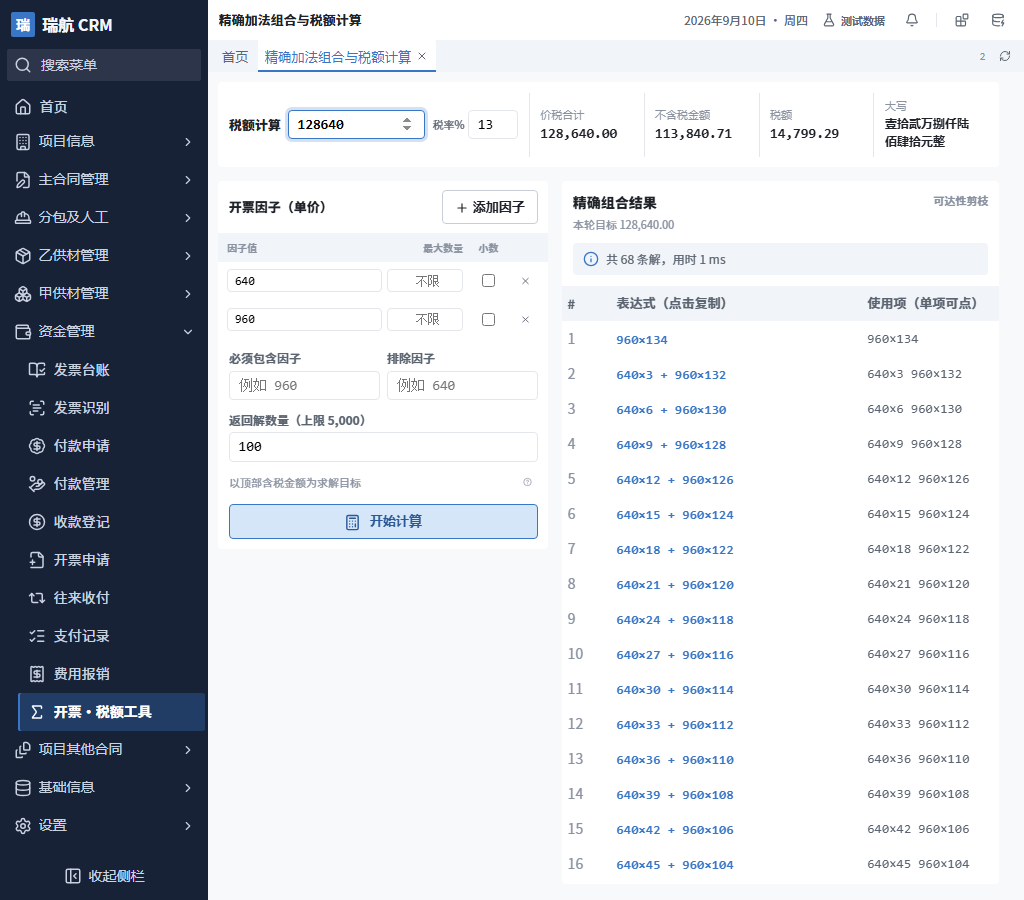 瑞 瑞航 CRM
搜索菜单
首页
项目信息
主合同管理
分包及人工
乙供材管理
甲供材管理
资金管理
发票台账
发票识别
付款申请
付款管理
收款登记
开票申请
往来收付
支付记录
费用报销
开票・税额工具
项目其他合同
基础信息
设置
收起侧栏
精确加法组合与税额计算
2026年9月10日 • 周四 测试数据
首页 精确加法组合与税额计算 × 2
税额计算 128640 税率% 13
价税合计
128,640.00
不含税金额
113,840.71
税额
14,799.29
大写
壹拾贰万捌仟陆
佰肆拾元整
开票因子（单价） + 添加因子
因子值 最大数量 小数
640 不限 ×
960 不限 ×
必须包含因子 排除因子
例如 960 例如 640
返回解数量（上限 5,000）
100
以顶部含税金额为求解目标
开始计算
精确组合结果 可达性剪枝
本轮目标 128,640.00
共 68 条解，用时 1 ms
# 表达式（点击复制） 使用项（单项可点）
1 960×134 960×134
2 640×3 + 960×132 640×3 960×132
3 640×6 + 960×130 640×6 960×130
4 640×9 + 960×128 640×9 960×128
5 640×12 + 960×126 640×12 960×126
6 640×15 + 960×124 640×15 960×124
7 640×18 + 960×122 640×18 960×122
8 640×21 + 960×120 640×21 960×120
9 640×24 + 960×118 640×24 960×118
10 640×27 + 960×116 640×27 960×116
11 640×30 + 960×114 640×30 960×114
12 640×33 + 960×112 640×33 960×112
13 640×36 + 960×110 640×36 960×110
14 640×39 + 960×108 640×39 960×108
15 640×42 + 960×106 640×42 960×106
16 640×45 + 960×104 640×45 960×104